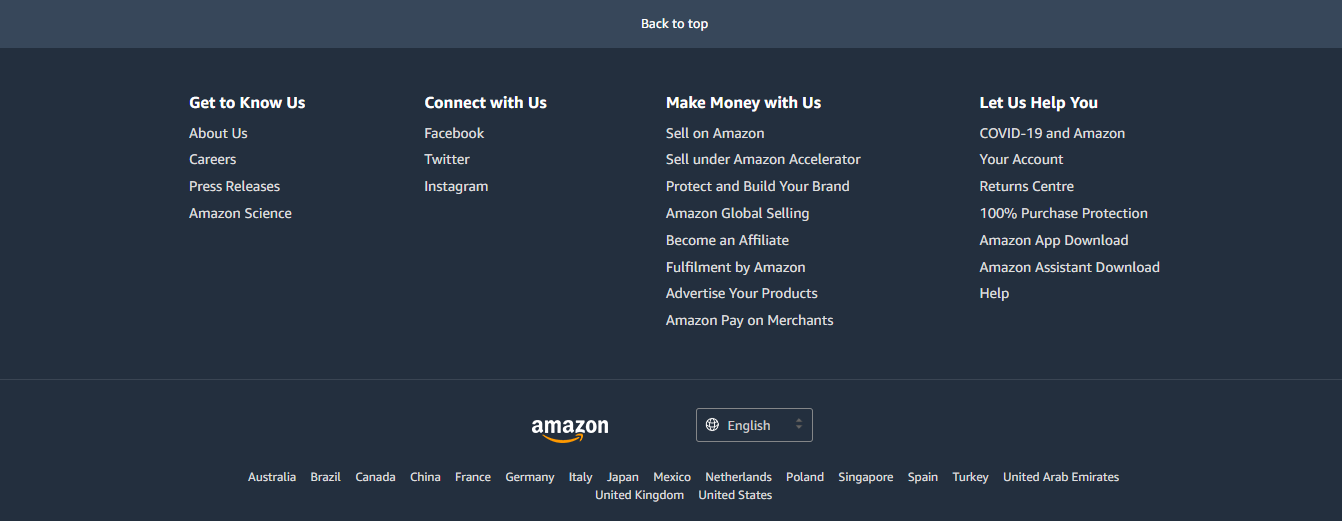 Back to top
Get to Know Us
About Us
Careers
Press Releases
Amazon Science
Connect with Us
Facebook
Twitter
Instagram
Make Money with Us
Sell on Amazon
Sell under Amazon Accelerator
Protect and Build Your Brand
Amazon Global Selling
Become an Affiliate
Fulfilment by Amazon
Advertise Your Products
Amazon Pay on Merchants
Let Us Help You
COVID-19 and Amazon
Your Account
Returns Centre
100% Purchase Protection
Amazon App Download
Amazon Assistant Download
Help
amazon
English
Australia Brazil Canada China France Germany Italy Japan Mexico Netherlands Poland Singapore Spain Turkey United Arab Emirates
United Kingdom United States